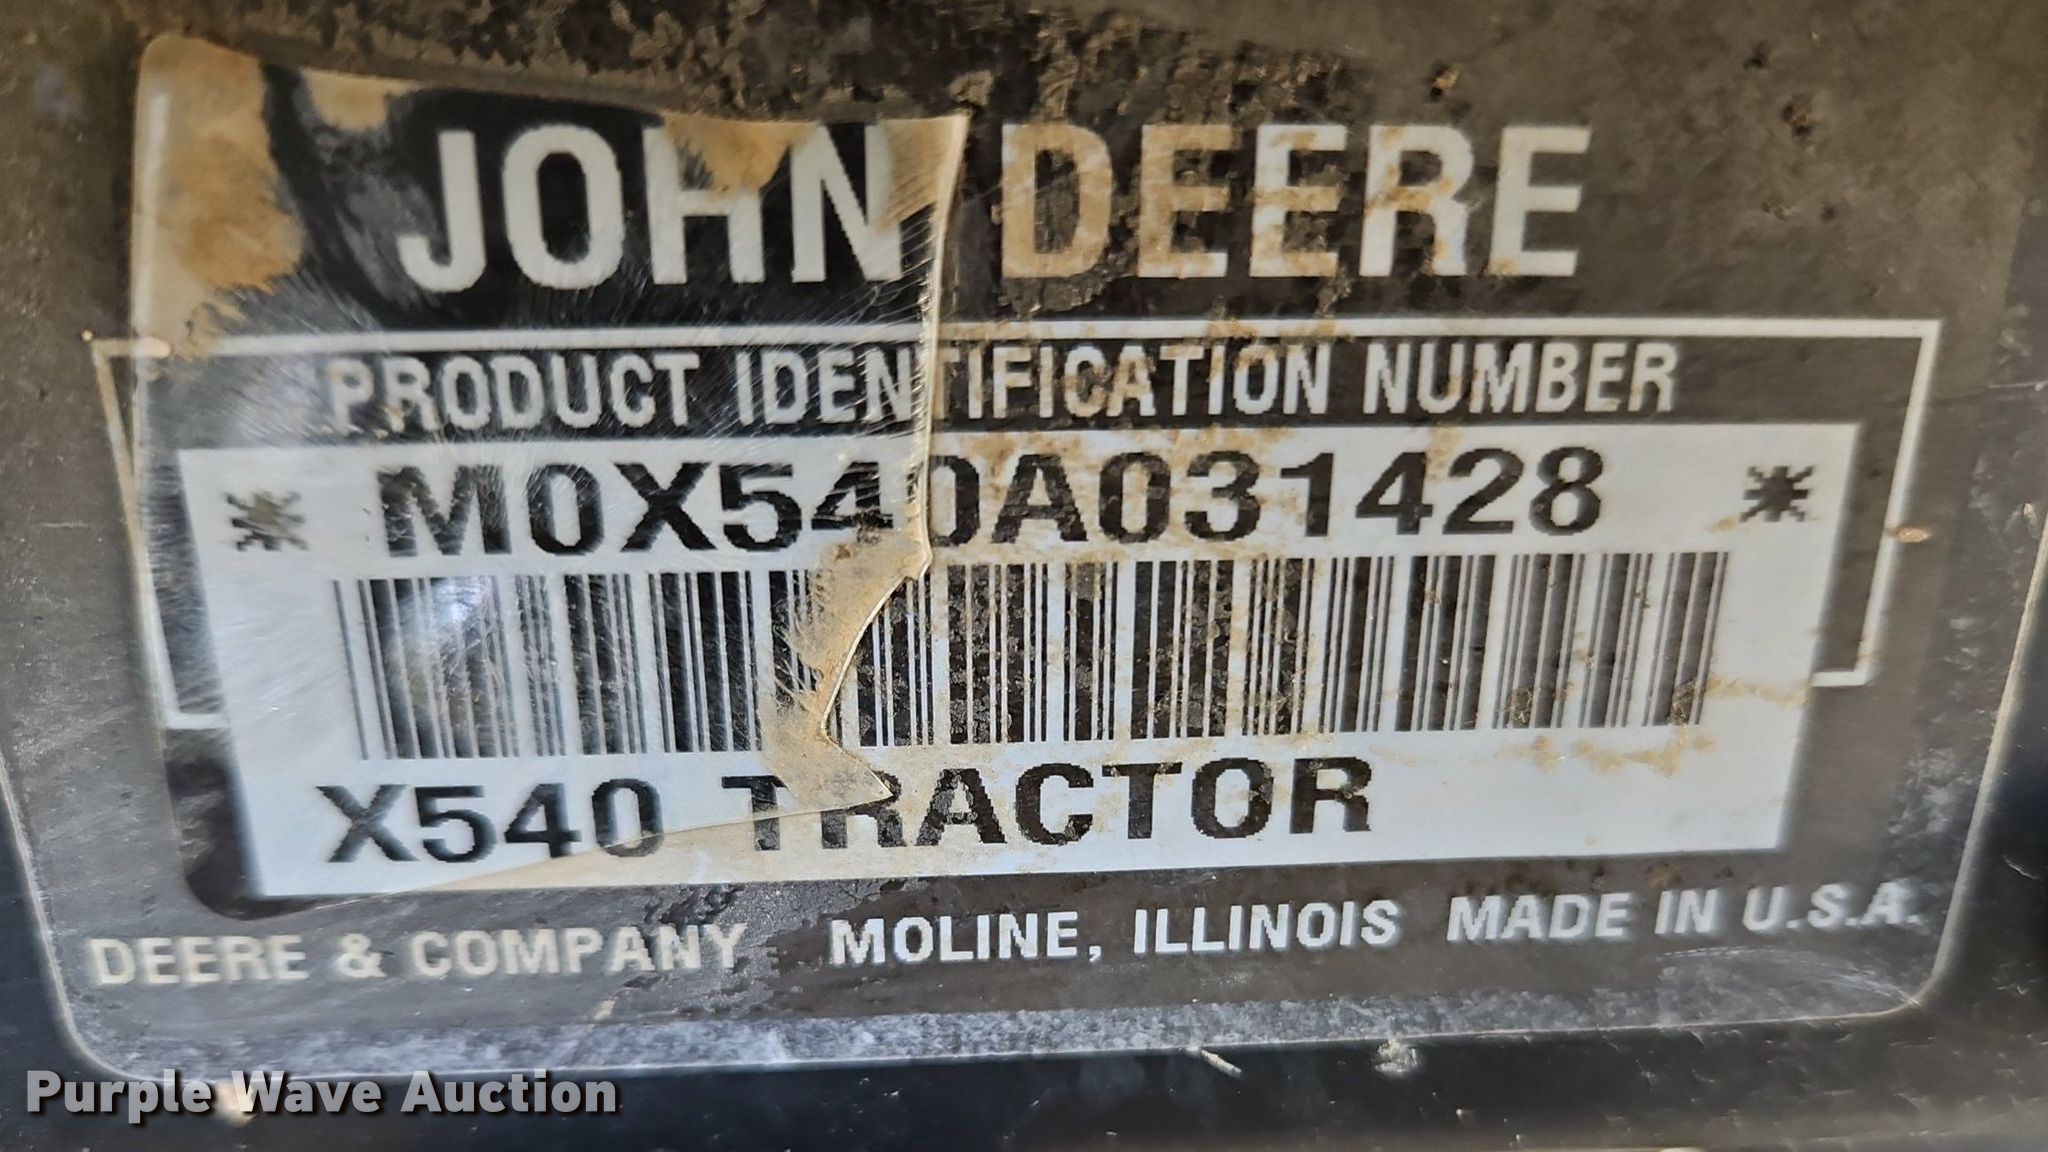 JOHN DEERE
PRODUCT IDENTIFICATION NUMBER
* M0X540A031428 *
X540 TRACTOR
DEERE & COMPANY MOLINE, ILLINOIS MADE IN U.S.A.
Purple Wave Auction